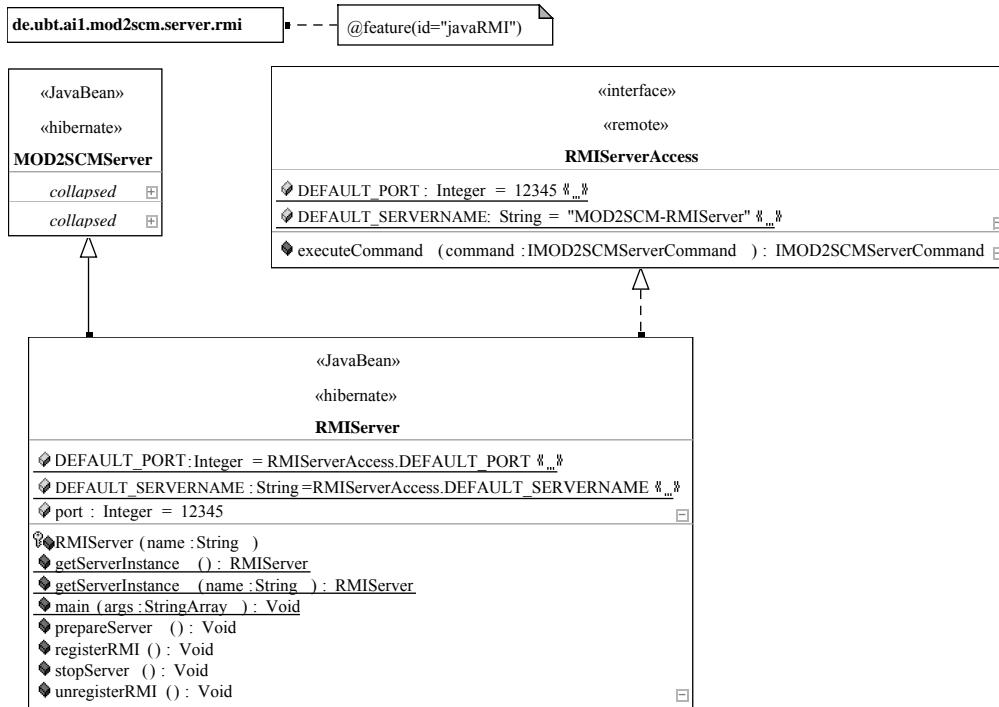 de.ubt.ai1.mod2scm.server.rmi
@feature(id="javaRMI")
«JavaBean»
«hibernate»
MOD2SCMServer
collapsed
collapsed
«interface»
«remote»
RMIServerAccess
DEFAULT_PORT : Integer = 12345 «...»
DEFAULT_SERVERNAME: String = "MOD2SCM-RMIServer" «...»
executeCommand (command :IMOD2SCMServerCommand ) : IMOD2SCMServerCommand
«JavaBean»
«hibernate»
RMIServer
DEFAULT_PORT:Integer = RMIServerAccess.DEFAULT_PORT «...»
DEFAULT_SERVERNAME :String=RMIServerAccess.DEFAULT_SERVERNAME «...»
port : Integer = 12345
RMIServer (name :String )
getServerInstance () : RMIServer
getServerInstance (name :String ) : RMIServer
main (args :StringArray ) : Void
prepareServer () : Void
registerRMI () : Void
stopServer () : Void
unregisterRMI () : Void